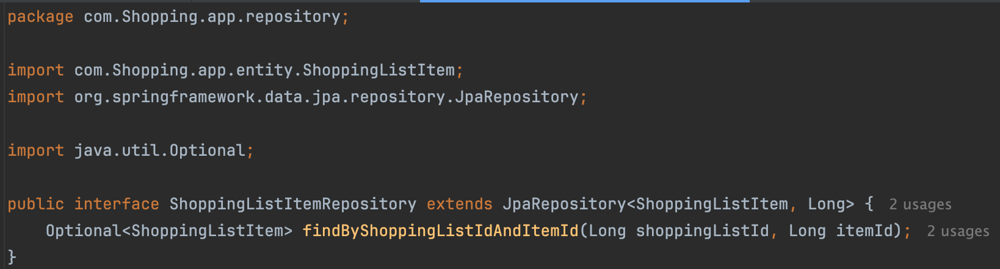 package com.Shopping.app.repository;
import com.Shopping.app.entity.ShoppingListItem;
import org.springframework.data.jpa.repository.JpaRepository;
import java.util.Optional;
public interface ShoppingListItemRepository extends JpaRepository<ShoppingListItem, Long> { 2 usages
Optional<ShoppingListItem> findByShoppingListIdAndItemId(Long shoppingListId, Long itemId); 2 usages
}